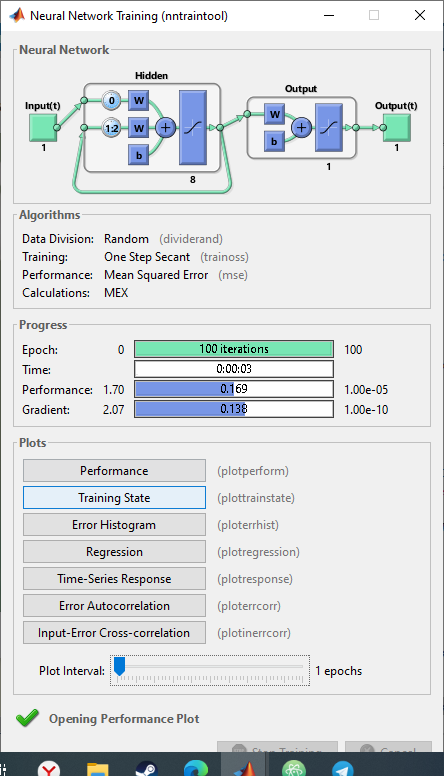 Neural Network Training (nntraintool)
Neural Network
Hidden
Output
Input(t)
Output(t)
0
W
1:2
W
b
W
b
1
8
1
1
Algorithms
Data Division: Random (dividerand)
Training: One Step Secant (trainoss)
Performance: Mean Squared Error (mse)
Calculations: MEX
Progress
Epoch: 0 100 iterations 100
Time: 0:00:03
Performance: 1.70 0.169 1.00e-05
Gradient: 2.07 0.138 1.00e-10
Plots
Performance (plotperform)
Training State (plottrainstate)
Error Histogram (ploterrhist)
Regression (plotregression)
Time-Series Response (plotresponse)
Error Autocorrelation (ploterrcorr)
Input-Error Cross-correlation (plotinerrcorr)
Plot Interval: 1 epochs
Opening Performance Plot
Stop Training Cancel